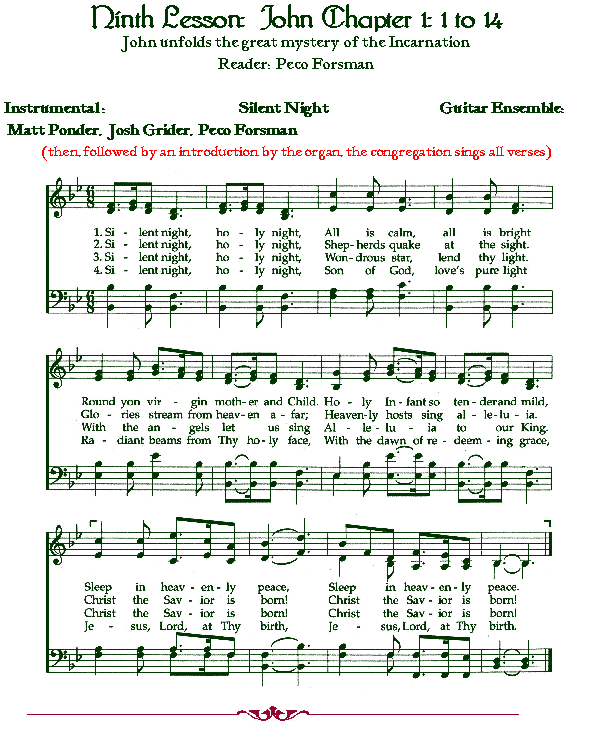 Ninth Lesson: John Chapter 1: 1 to 14
John unfolds the great mystery of the Incarnation
Reader: Peco Forsman
Instrumental: Silent Night Guitar Ensemble:
Matt Ponder, Josh Grider, Peco Forsman
(then, followed by an introduction by the organ, the congregation sings all verses)
1. Si - lent night, ho - ly night, All is calm, all is bright
2. Si - lent night, ho - ly night, Shep-herds quake at the sight.
3. Si - lent night, ho - ly night, Won-drous star, lend thy light.
4. Si - lent night, ho - ly night, Son of God, love's pure light
Round yon vir - gin moth-er and Child. Ho - ly In-fant so ten-der and mild,
Glo - ries stream from heav-en a - far; Heaven-ly hosts sing al-le-lu - ia.
With the an-gels let us sing Al-le-lu - ia to our King.
Ra-diant beams from Thy ho-ly face, With the dawn of re-deem-ing grace,
Sleep in heav-en-ly peace, Sleep in heav-en-ly peace.
Christ the Sav-ior is born! Christ the Sav-ior is born!
Christ the Sav-ior is born! Christ the Sav-ior is born!
Je - sus, Lord, at Thy birth, Je - sus, Lord, at Thy birth.